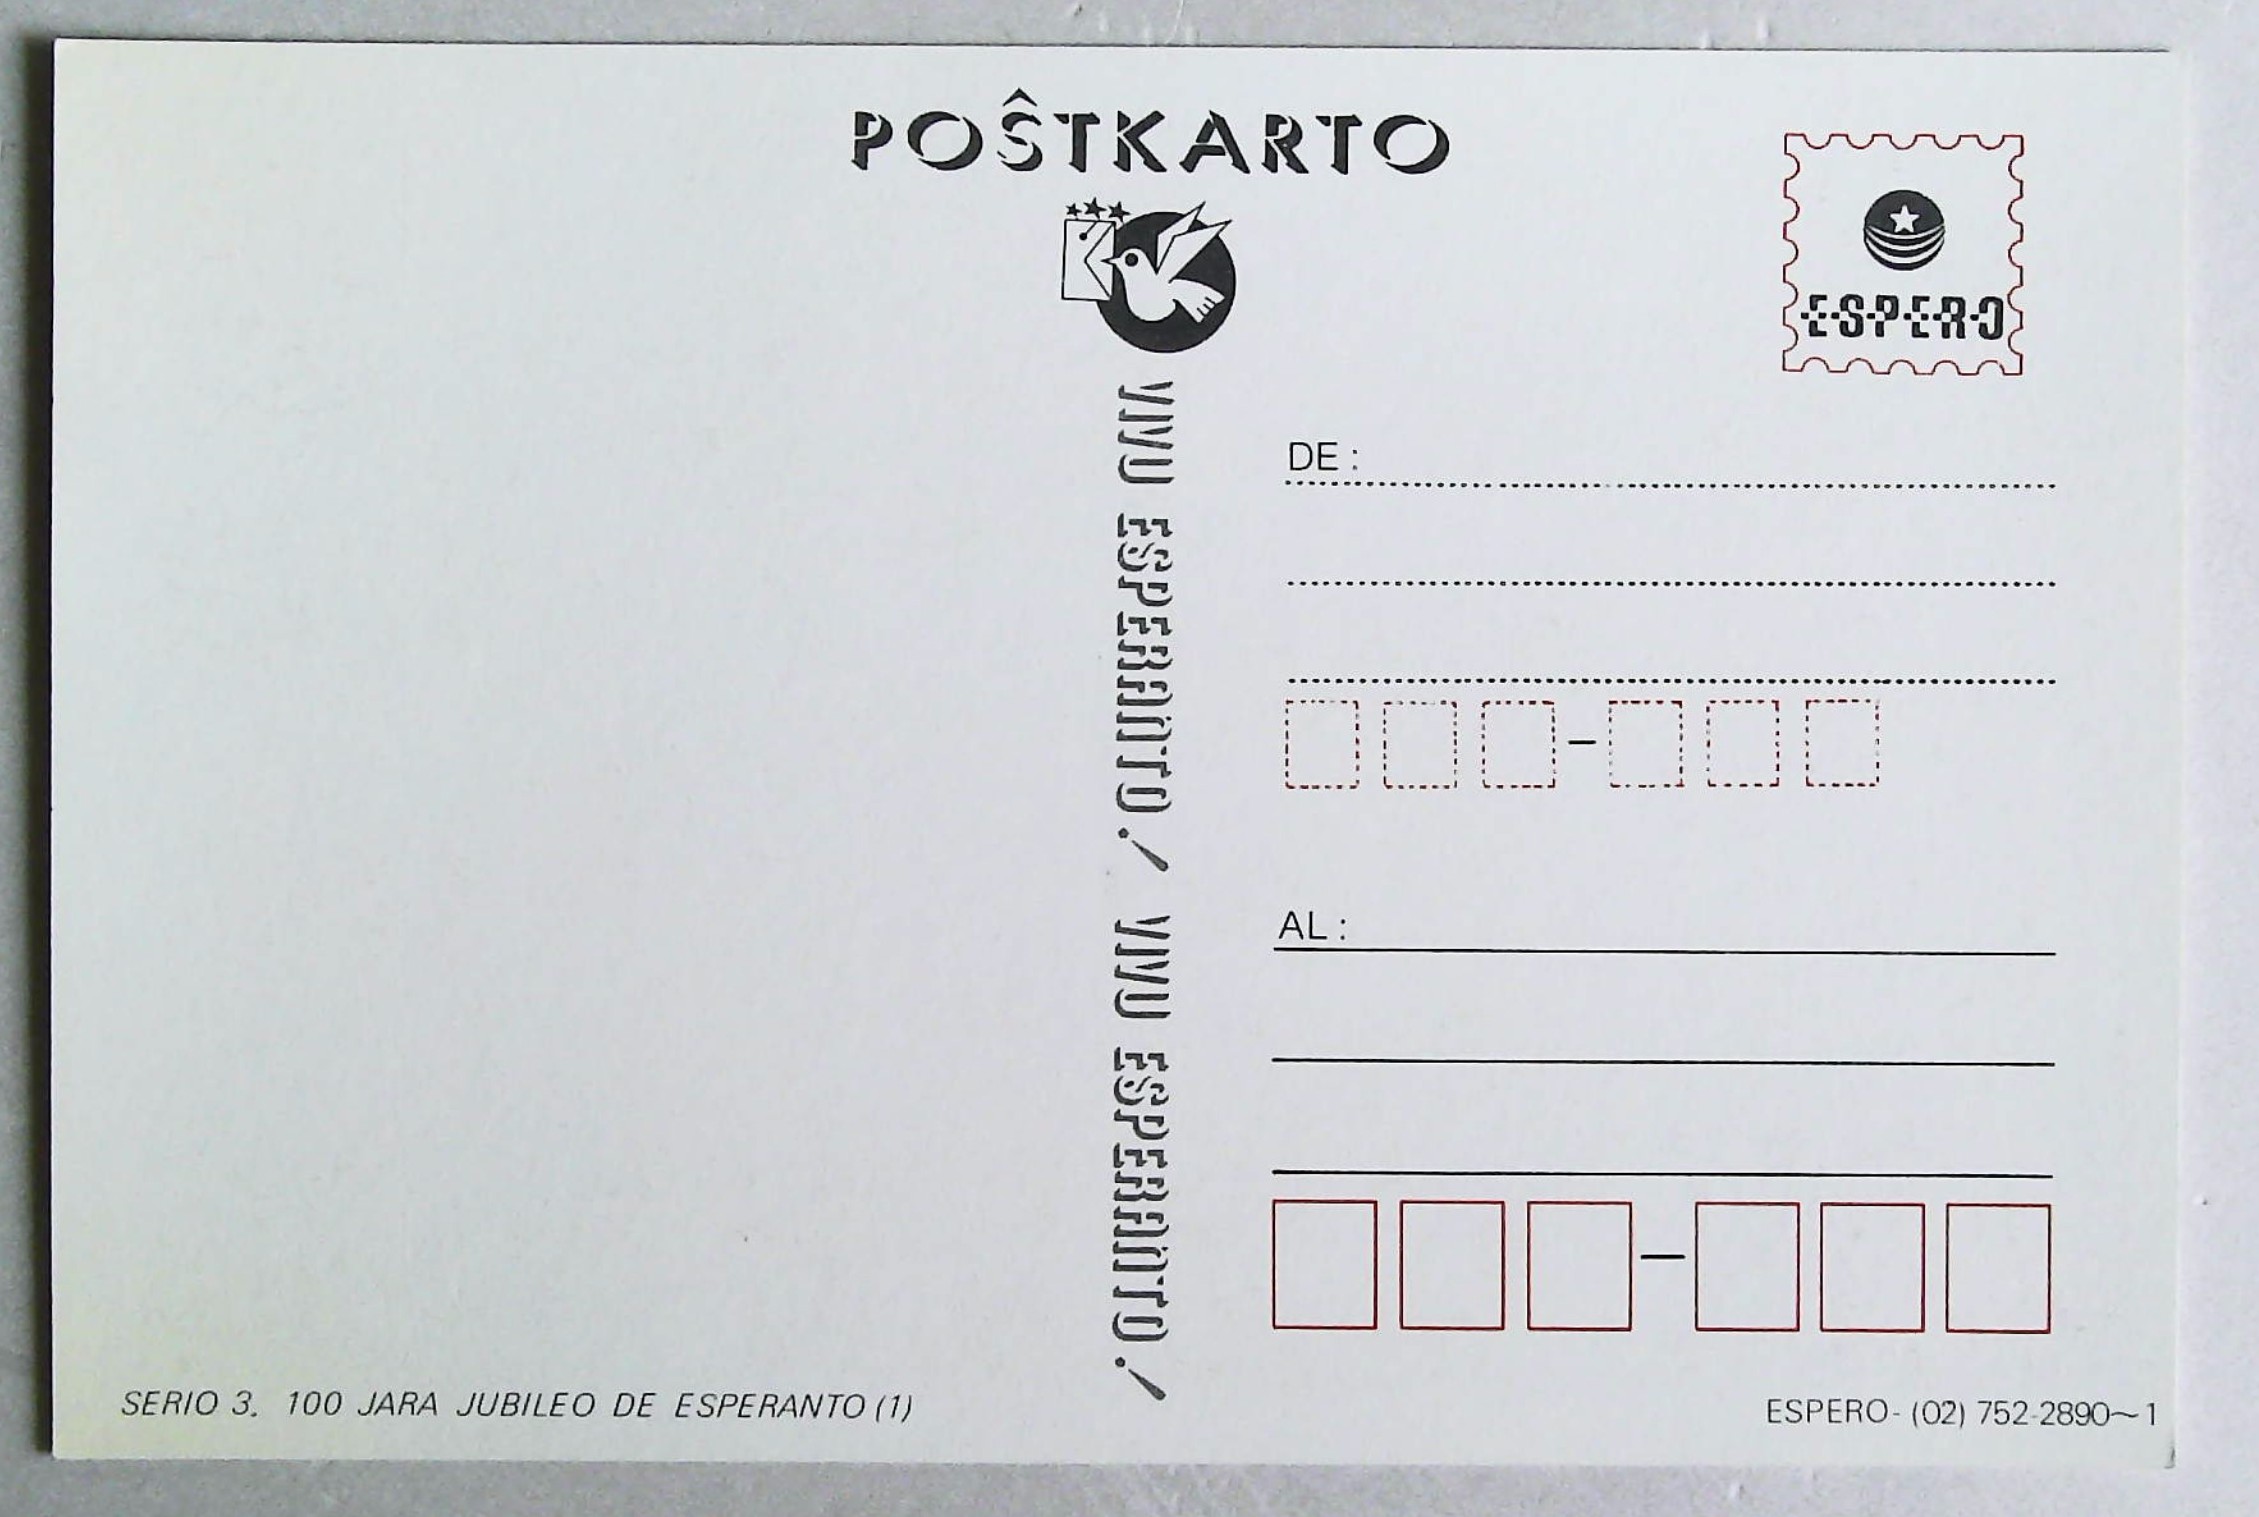 POŜTKARTO
ESPERO
VIVU ESPERANTO! VIVU ESPERANTO!
DE :
AL :
SERIO 3. 100 JARA JUBILEO DE ESPERANTO (1)
ESPERO- (02) 752-2890~1